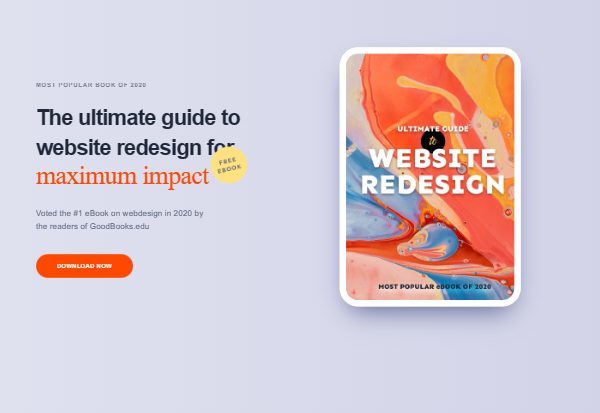 MOST POPULAR BOOK OF 2020
The ultimate guide to
website redesign for
maximum impact
FREE
EBOOK
Voted the #1 eBook on webdesign in 2020 by
the readers of GoodBooks.edu
DOWNLOAD NOW
ULTIMATE GUIDE
to
WEBSITE
REDESIGN
MOST POPULAR eBOOK OF 2020